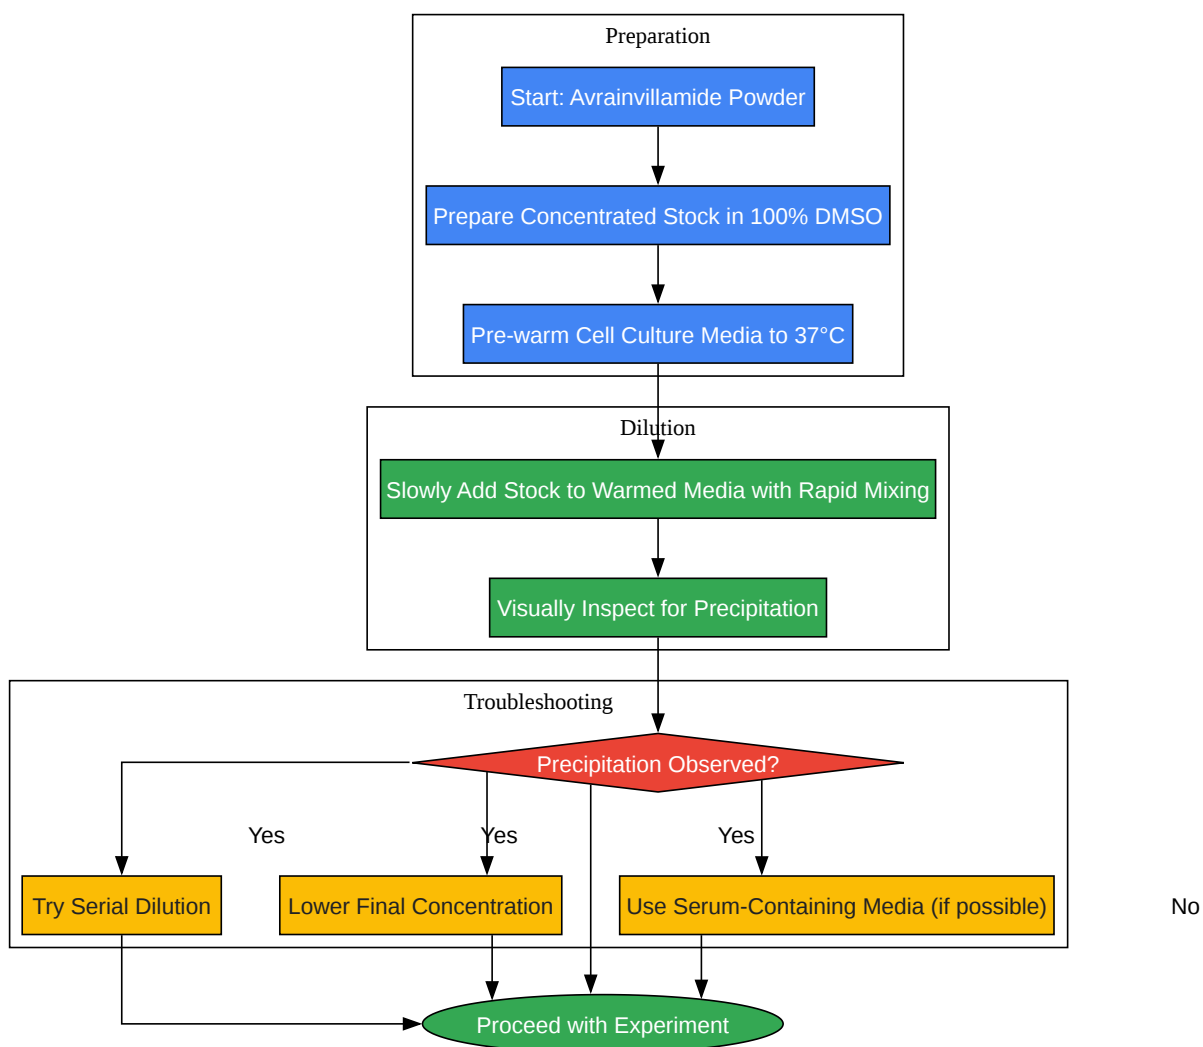 Preparation
Start: Avrainvillamide Powder
Prepare Concentrated Stock in 100% DMSO
Pre-warm Cell Culture Media to 37°C
Dilution
Slowly Add Stock to Warmed Media with Rapid Mixing
Visually Inspect for Precipitation
Troubleshooting
Precipitation Observed?
Yes
Yes
Yes
Try Serial Dilution
Lower Final Concentration
Use Serum-Containing Media (if possible)
No
Proceed with Experiment